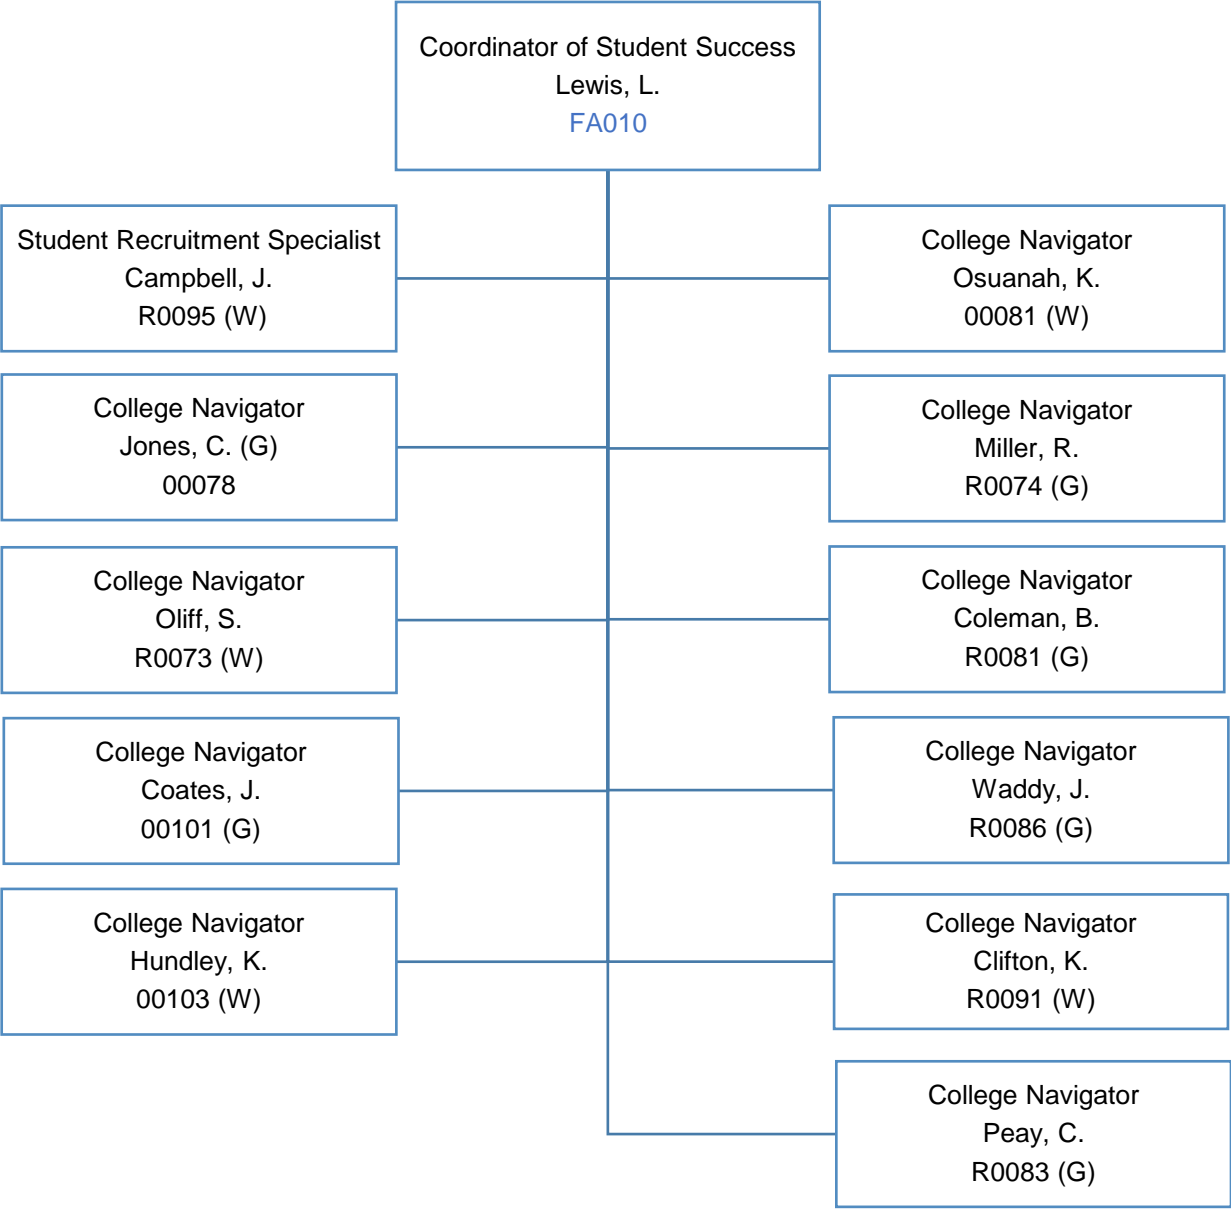 Coordinator of Student Success
Lewis, L.
FA010
Student Recruitment Specialist
Campbell, J.
R0095 (W)
College Navigator
Osuanah, K.
00081 (W)
College Navigator
Jones, C. (G)
00078
College Navigator
Miller, R.
R0074 (G)
College Navigator
Oliff, S.
R0073 (W)
College Navigator
Coleman, B.
R0081 (G)
College Navigator
Coates, J.
00101 (G)
College Navigator
Waddy, J.
R0086 (G)
College Navigator
Hundley, K.
00103 (W)
College Navigator
Clifton, K.
R0091 (W)
College Navigator
Peay, C.
R0083 (G)